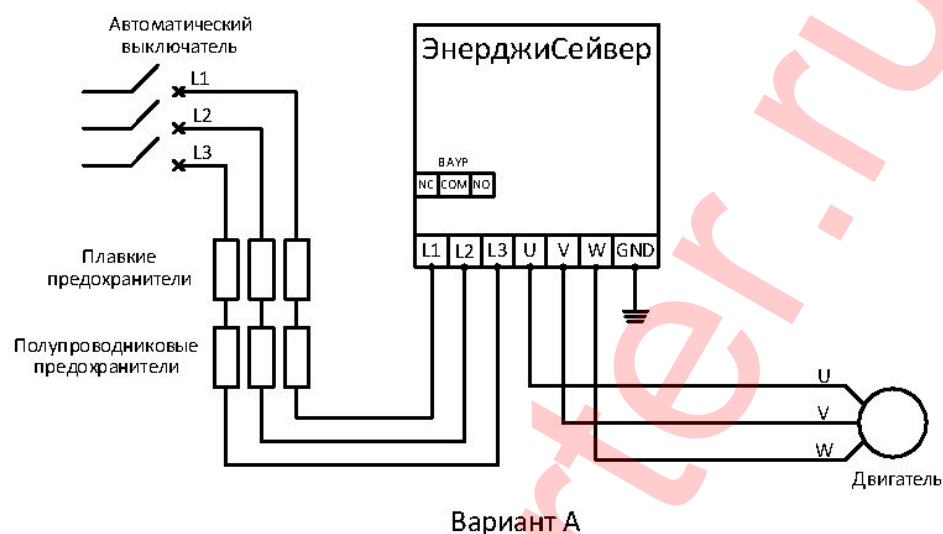 Автоматический
выключатель
L1
L2
L3
ЭнерджиСейвер
ВАУР
NC COM NO
L1 L2 L3 U V W GND
Плавкие
предохранители
Полупроводниковые
предохранители
U
V
W
Двигатель
Вариант А
rter.ru